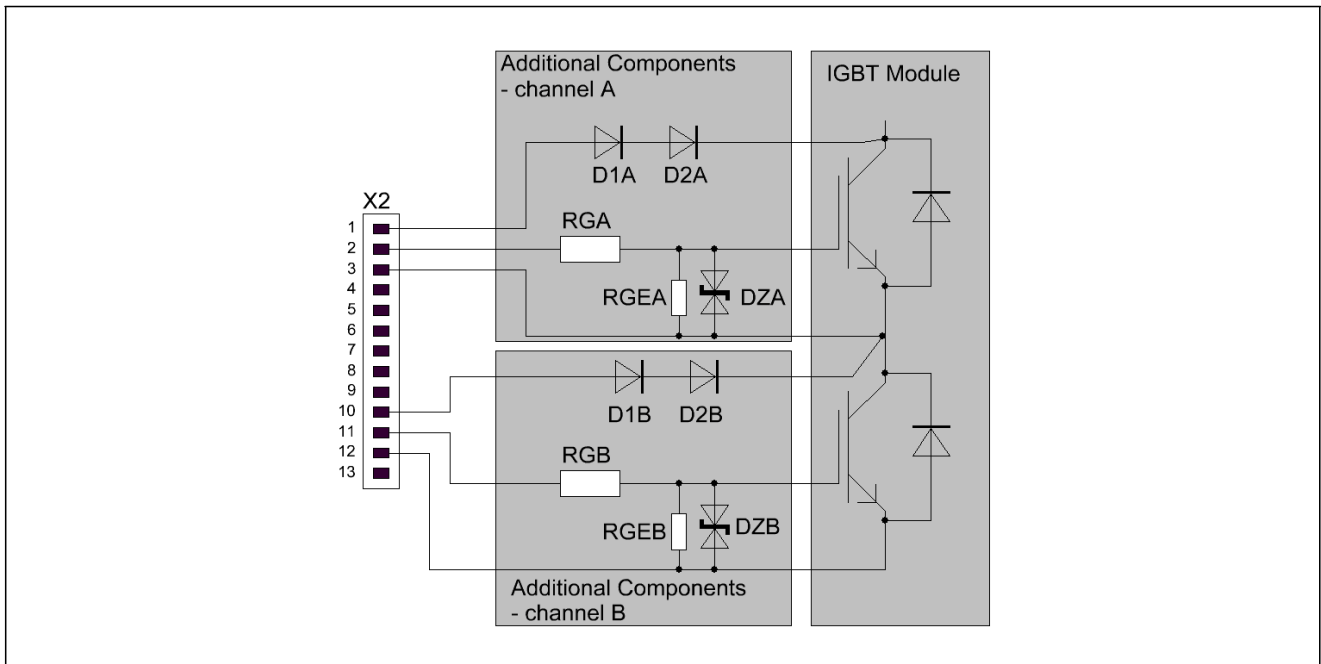 Additional Components
- channel A
IGBT Module
D1A
D2A
X2
RGA
1
2
3
4
5
6
7
8
9
10
11
12
13
RGEA
DZA
D1B
D2B
RGB
RGEB
DZB
Additional Components
- channel B